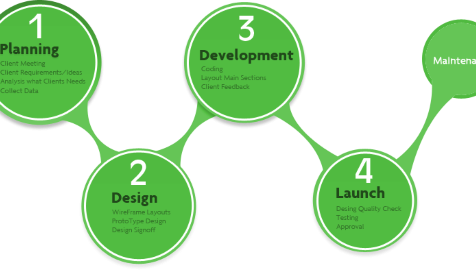 1
Planning
Client Meeting
Client Requirements/Ideas
Analysis what Clients Needs
Collect Data
2
Design
WireFrame Layouts
ProtoType Design
Design Signoff
3
Development
Coding
Layout Main Sections
Client Feedback
4
Launch
Desing Quality Check
Testing
Approval
Maintena